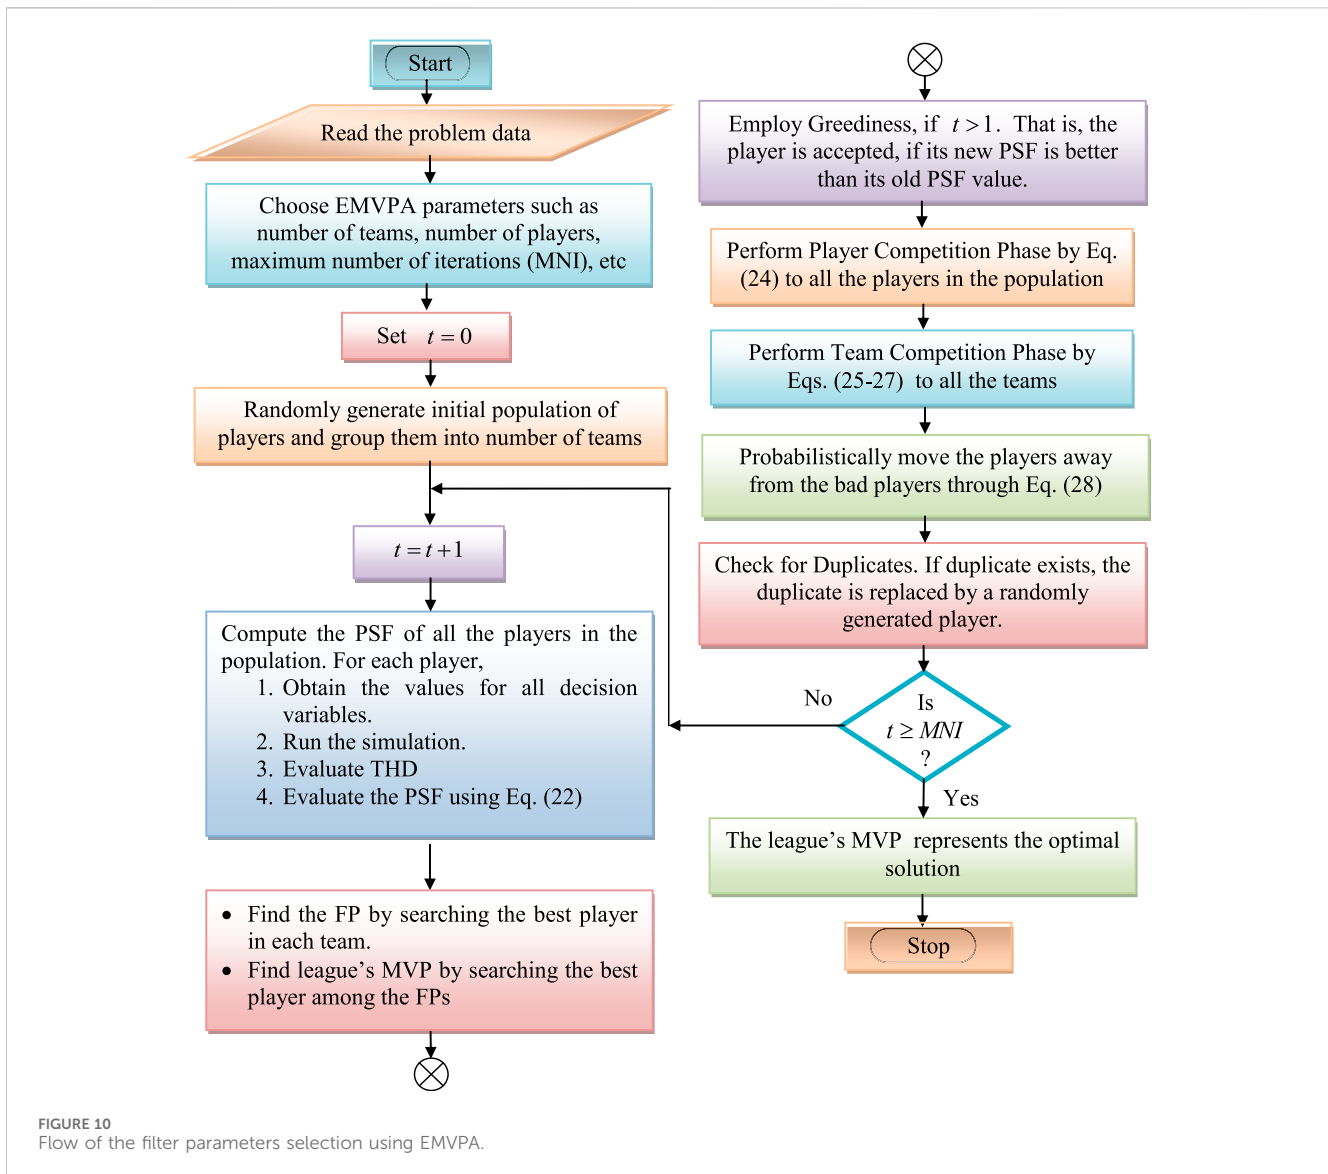 Start
Read the problem data
Choose EMVPA parameters such as
number of teams, number of players,
maximum number of iterations (MNI), etc
Set t = 0
Randomly generate initial population of
players and group them into number of teams
t = t + 1
Compute the PSF of all the players in the
population. For each player,
1. Obtain the values for all decision
variables.
2. Run the simulation.
3. Evaluate THD
4. Evaluate the PSF using Eq. (22)
• Find the FP by searching the best player
in each team.
• Find league’s MVP by searching the best
player among the FPs
Employ Greediness, if t > 1. That is, the
player is accepted, if its new PSF is better
than its old PSF value.
Perform Player Competition Phase by Eq.
(24) to all the players in the population
Perform Team Competition Phase by
Eqs. (25-27) to all the teams
Probabilistically move the players away
from the bad players through Eq. (28)
Check for Duplicates. If duplicate exists, the
duplicate is replaced by a randomly
generated player.
No
Is
t ≥ MNI
?
Yes
The league’s MVP represents the optimal
solution
Stop
FIGURE 10
Flow of the filter parameters selection using EMVPA.